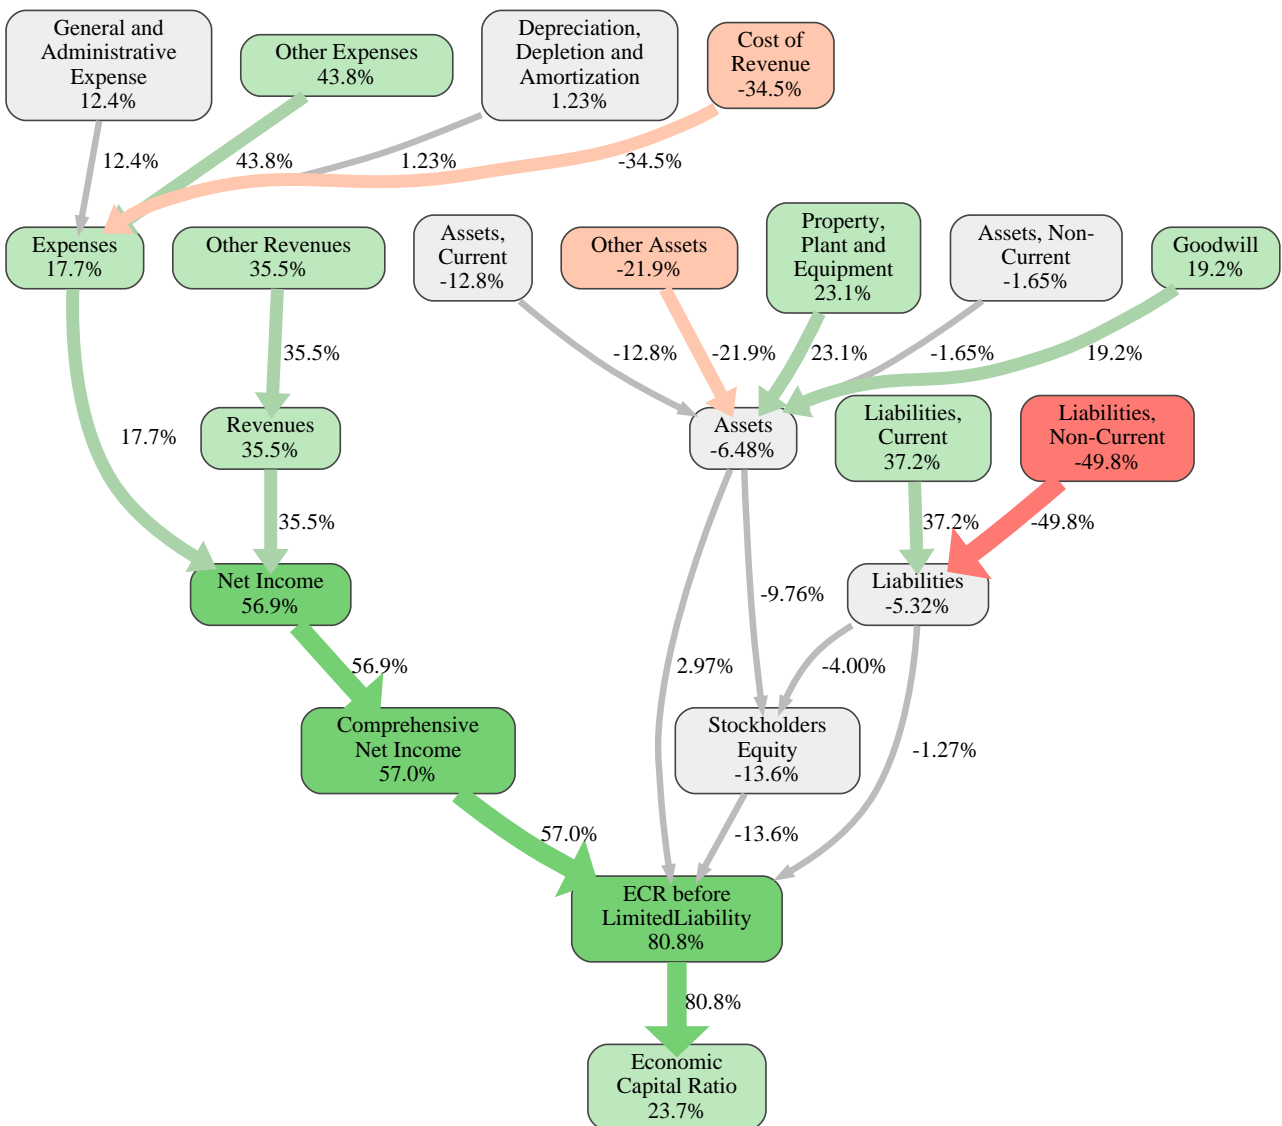 General and
Administrative
Expense
12.4%
Other Expenses
43.8%
Depreciation,
Depletion and
Amortization
1.23%
Cost of
Revenue
-34.5%
12.4%
43.8%
1.23%
-34.5%
Expenses
17.7%
Other Revenues
35.5%
Assets,
Current
-12.8%
Other Assets
-21.9%
Property,
Plant and
Equipment
23.1%
Assets, Non-
Current
-1.65%
Goodwill
19.2%
35.5%
-12.8%
-21.9%
23.1%
-1.65%
19.2%
17.7%
Revenues
35.5%
Assets
-6.48%
Liabilities,
Current
37.2%
Liabilities,
Non-Current
-49.8%
35.5%
37.2%
-49.8%
Net Income
56.9%
-9.76%
Liabilities
-5.32%
56.9%
2.97%
-4.00%
Comprehensive
Net Income
57.0%
Stockholders
Equity
-13.6%
-1.27%
57.0%
-13.6%
ECR before
LimitedLiability
80.8%
80.8%
Economic
Capital Ratio
23.7%